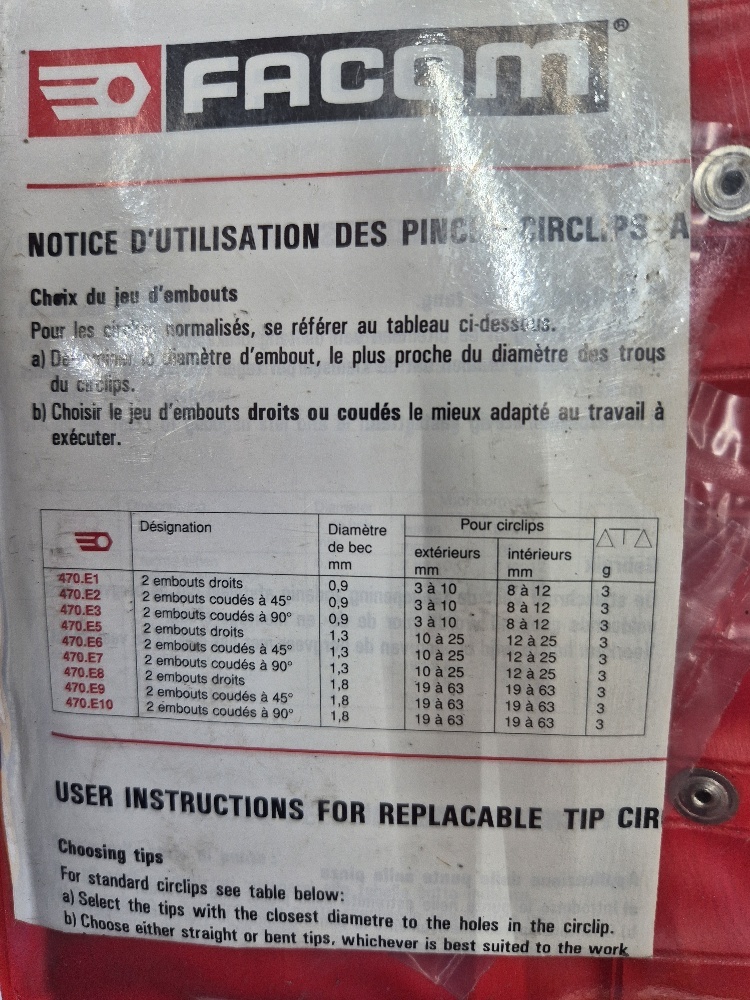 FACOM®
NOTICE D'UTILISATION DES PINC CIRCLIPS A
Choix du jeu d'embouts
Pour les normalisés, se référer au tableau ci-dessous.
a) diamètre d'embout, le plus proche du diamètre des trous
du circlips.
b) Choisir le jeu d'embouts droits ou coudés le mieux adapté au travail à
exécuter.
Désignation Diamètre de bec mm Pour circlips extérieurs mm intérieurs mm g
470.E1 2 embouts droits 0,9 3 à 10 8 à 12 3
470.E2 2 embouts coudés à 45° 0,9 3 à 10 8 à 12 3
470.E3 2 embouts coudés à 90° 0,9 3 à 10 8 à 12 3
470.E5 2 embouts droits 1,3 10 à 25 12 à 25 3
470.E6 2 embouts coudés à 45° 1,3 10 à 25 12 à 25 3
470.E7 2 embouts coudés à 90° 1,3 10 à 25 12 à 25 3
470.E8 2 embouts droits 1,8 19 à 63 19 à 63 3
470.E9 2 embouts coudés à 45° 1,8 19 à 63 19 à 63 3
470.E10 2 embouts coudés à 90° 1,8 19 à 63 19 à 63 3
USER INSTRUCTIONS FOR REPLACABLE TIP CIR
Choosing tips
For standard circlips see table below:
a) Select the tips with the closest diametre to the holes in the circlip.
b) Choose either straight or bent tips, whichever is best suited to the work